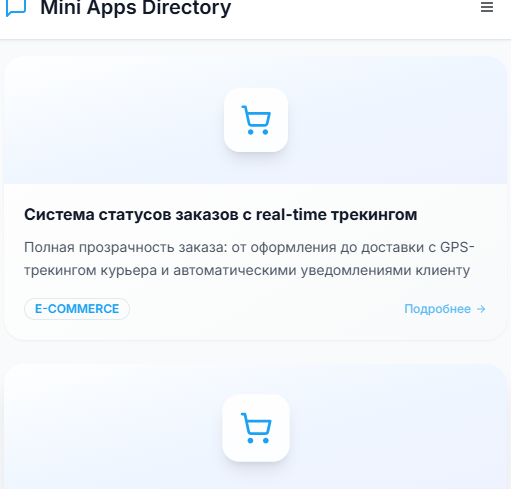 Mini Apps Directory
Система статусов заказов с real-time трекингом
Полная прозрачность заказа: от оформления до доставки с GPS-
трекингом курьера и автоматическими уведомлениями клиенту
E-COMMERCE
Подробнее →